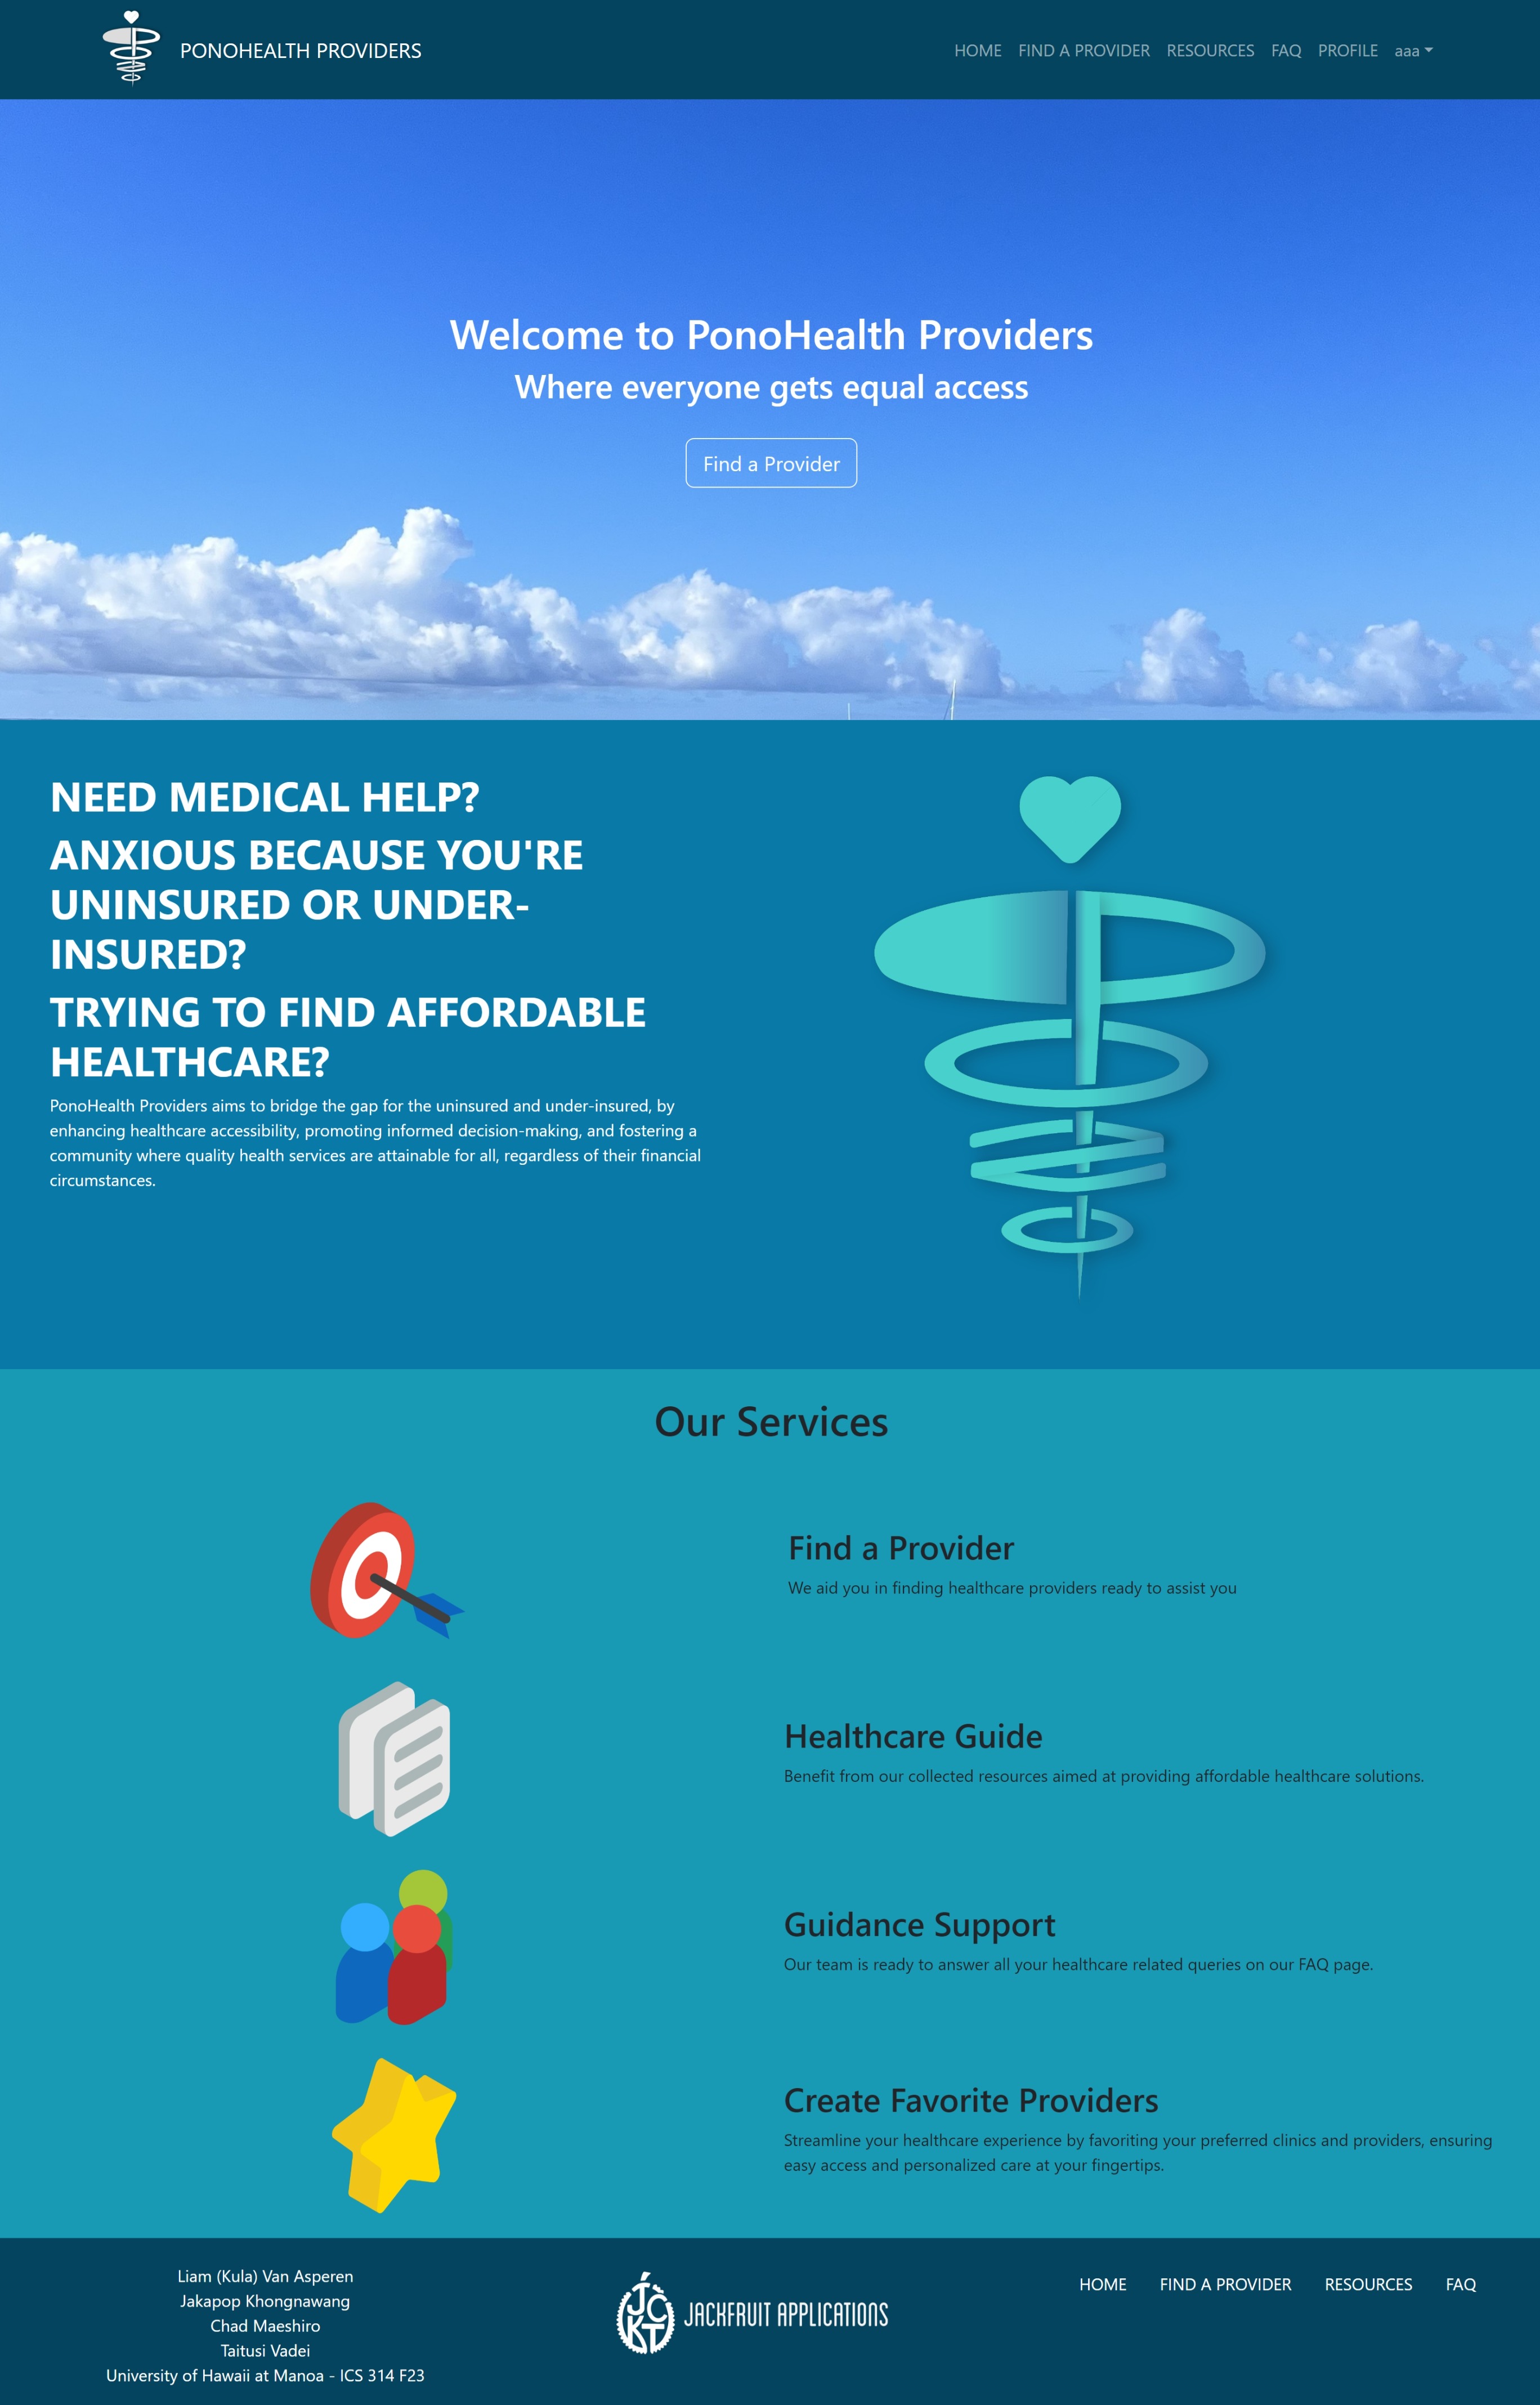 PONOHEALTH PROVIDERS
HOME FIND A PROVIDER RESOURCES FAQ PROFILE aaa
Welcome to PonoHealth Providers
Where everyone gets equal access
Find a Provider
NEED MEDICAL HELP?
ANXIOUS BECAUSE YOU'RE
UNINSURED OR UNDER-
INSURED?
TRYING TO FIND AFFORDABLE
HEALTHCARE?
PonoHealth Providers aims to bridge the gap for the uninsured and under-insured, by
enhancing healthcare accessibility, promoting informed decision-making, and fostering a
community where quality health services are attainable for all, regardless of their financial
circumstances.
Our Services
Find a Provider
We aid you in finding healthcare providers ready to assist you
Healthcare Guide
Benefit from our collected resources aimed at providing affordable healthcare solutions.
Guidance Support
Our team is ready to answer all your healthcare related queries on our FAQ page.
Create Favorite Providers
Streamline your healthcare experience by favoriting your preferred clinics and providers, ensuring
easy access and personalized care at your fingertips.
Liam (Kula) Van Asperen
Jakapop Khongnawang
Chad Maeshiro
Taitusi Vadei
University of Hawaii at Manoa - ICS 314 F23
JCKT
JACKFRUIT APPLICATIONS
HOME FIND A PROVIDER RESOURCES FAQ